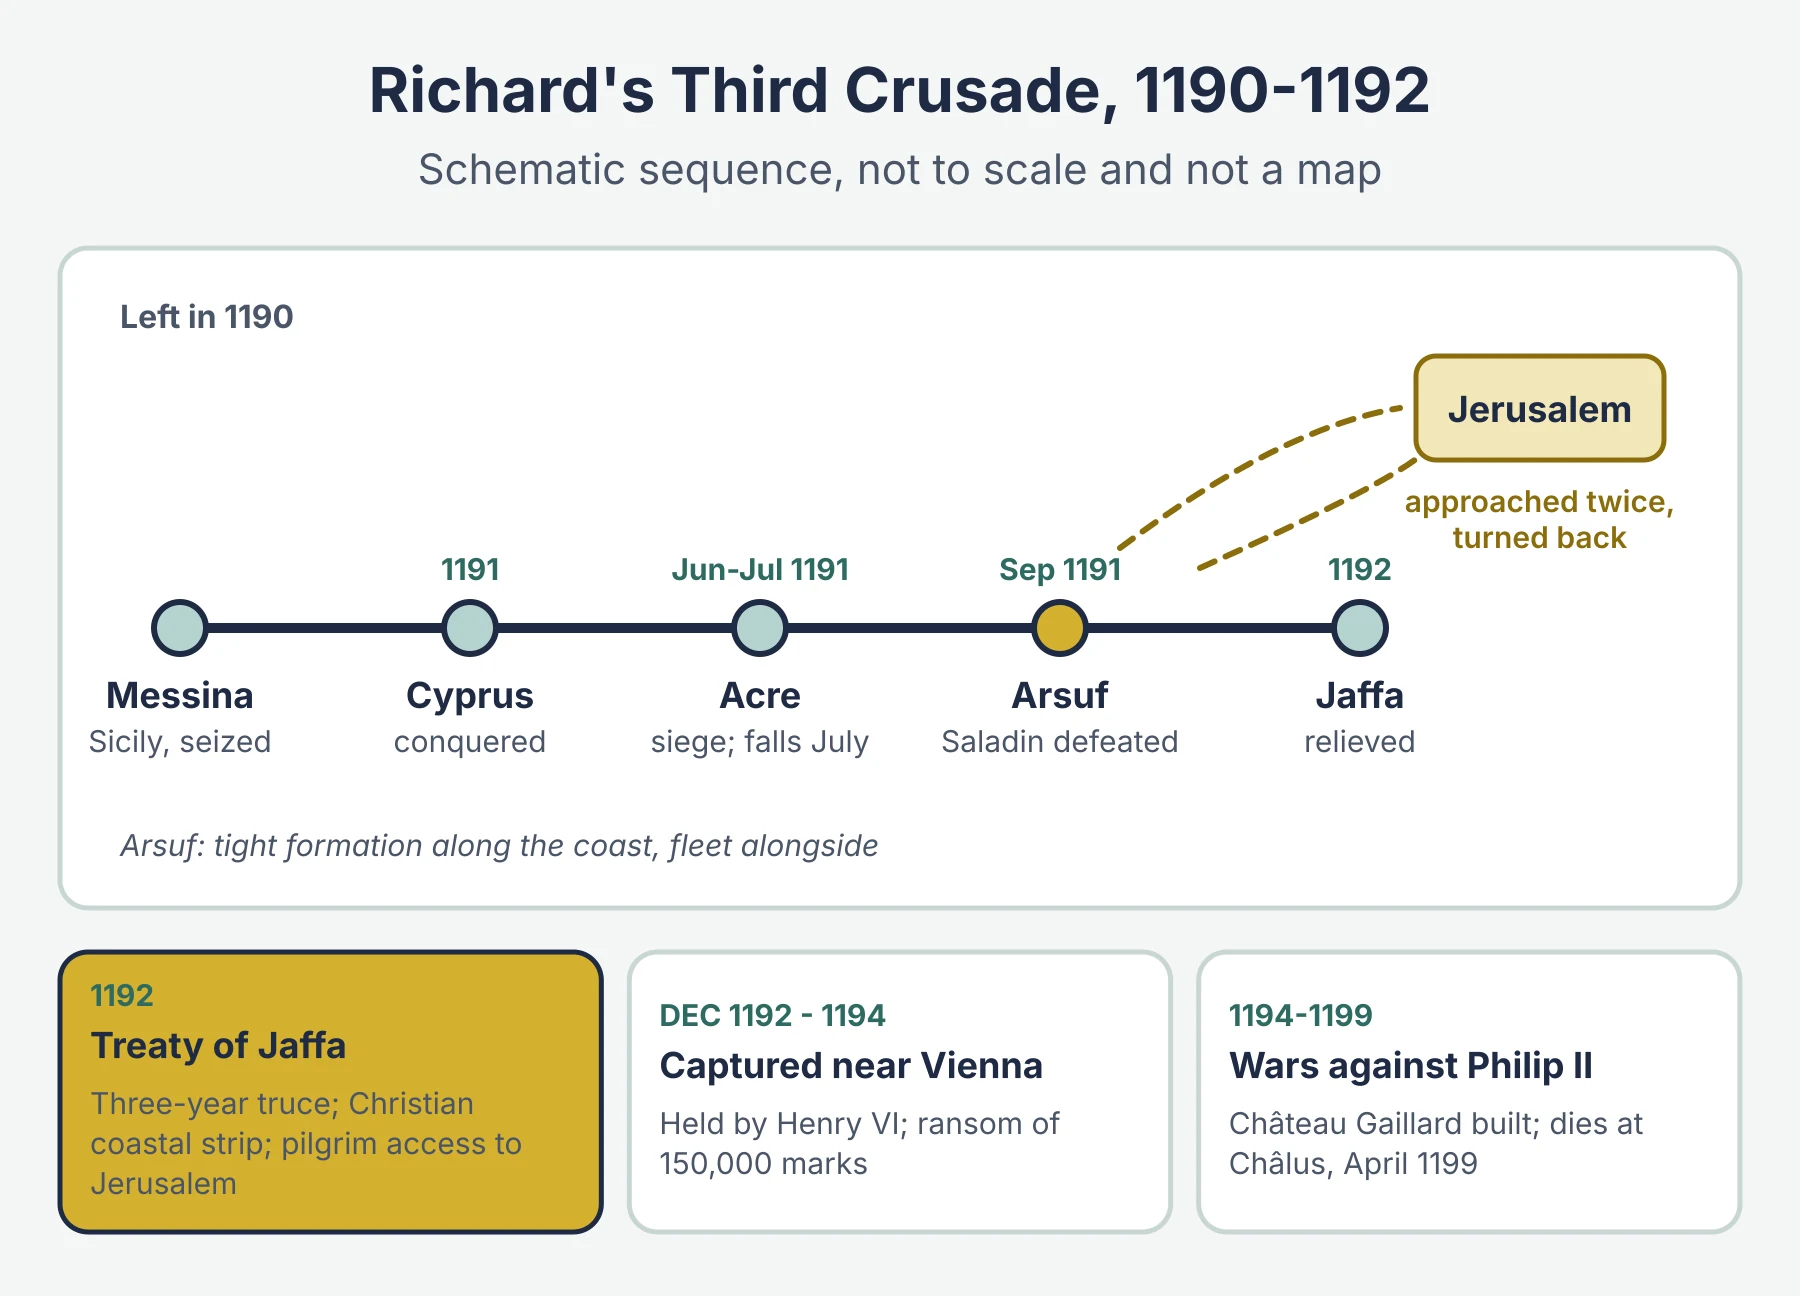 Richard's Third Crusade, 1190-1192
Schematic sequence, not to scale and not a map
Left in 1190
Jerusalem
approached twice,
turned back
1191
Jun-Jul 1191
Sep 1191
1192
Messina
Cyprus
Acre
Arsuf
Jaffa
Sicily, seized
conquered
siege; falls July
Saladin defeated
relieved
Arsuf: tight formation along the coast, fleet alongside
1192
Treaty of Jaffa
Three-year truce; Christian
coastal strip; pilgrim access to
Jerusalem
DEC 1192 - 1194
Captured near Vienna
Held by Henry VI; ransom of
150,000 marks
1194-1199
Wars against Philip II
Château Gaillard built; dies at
Châlus, April 1199